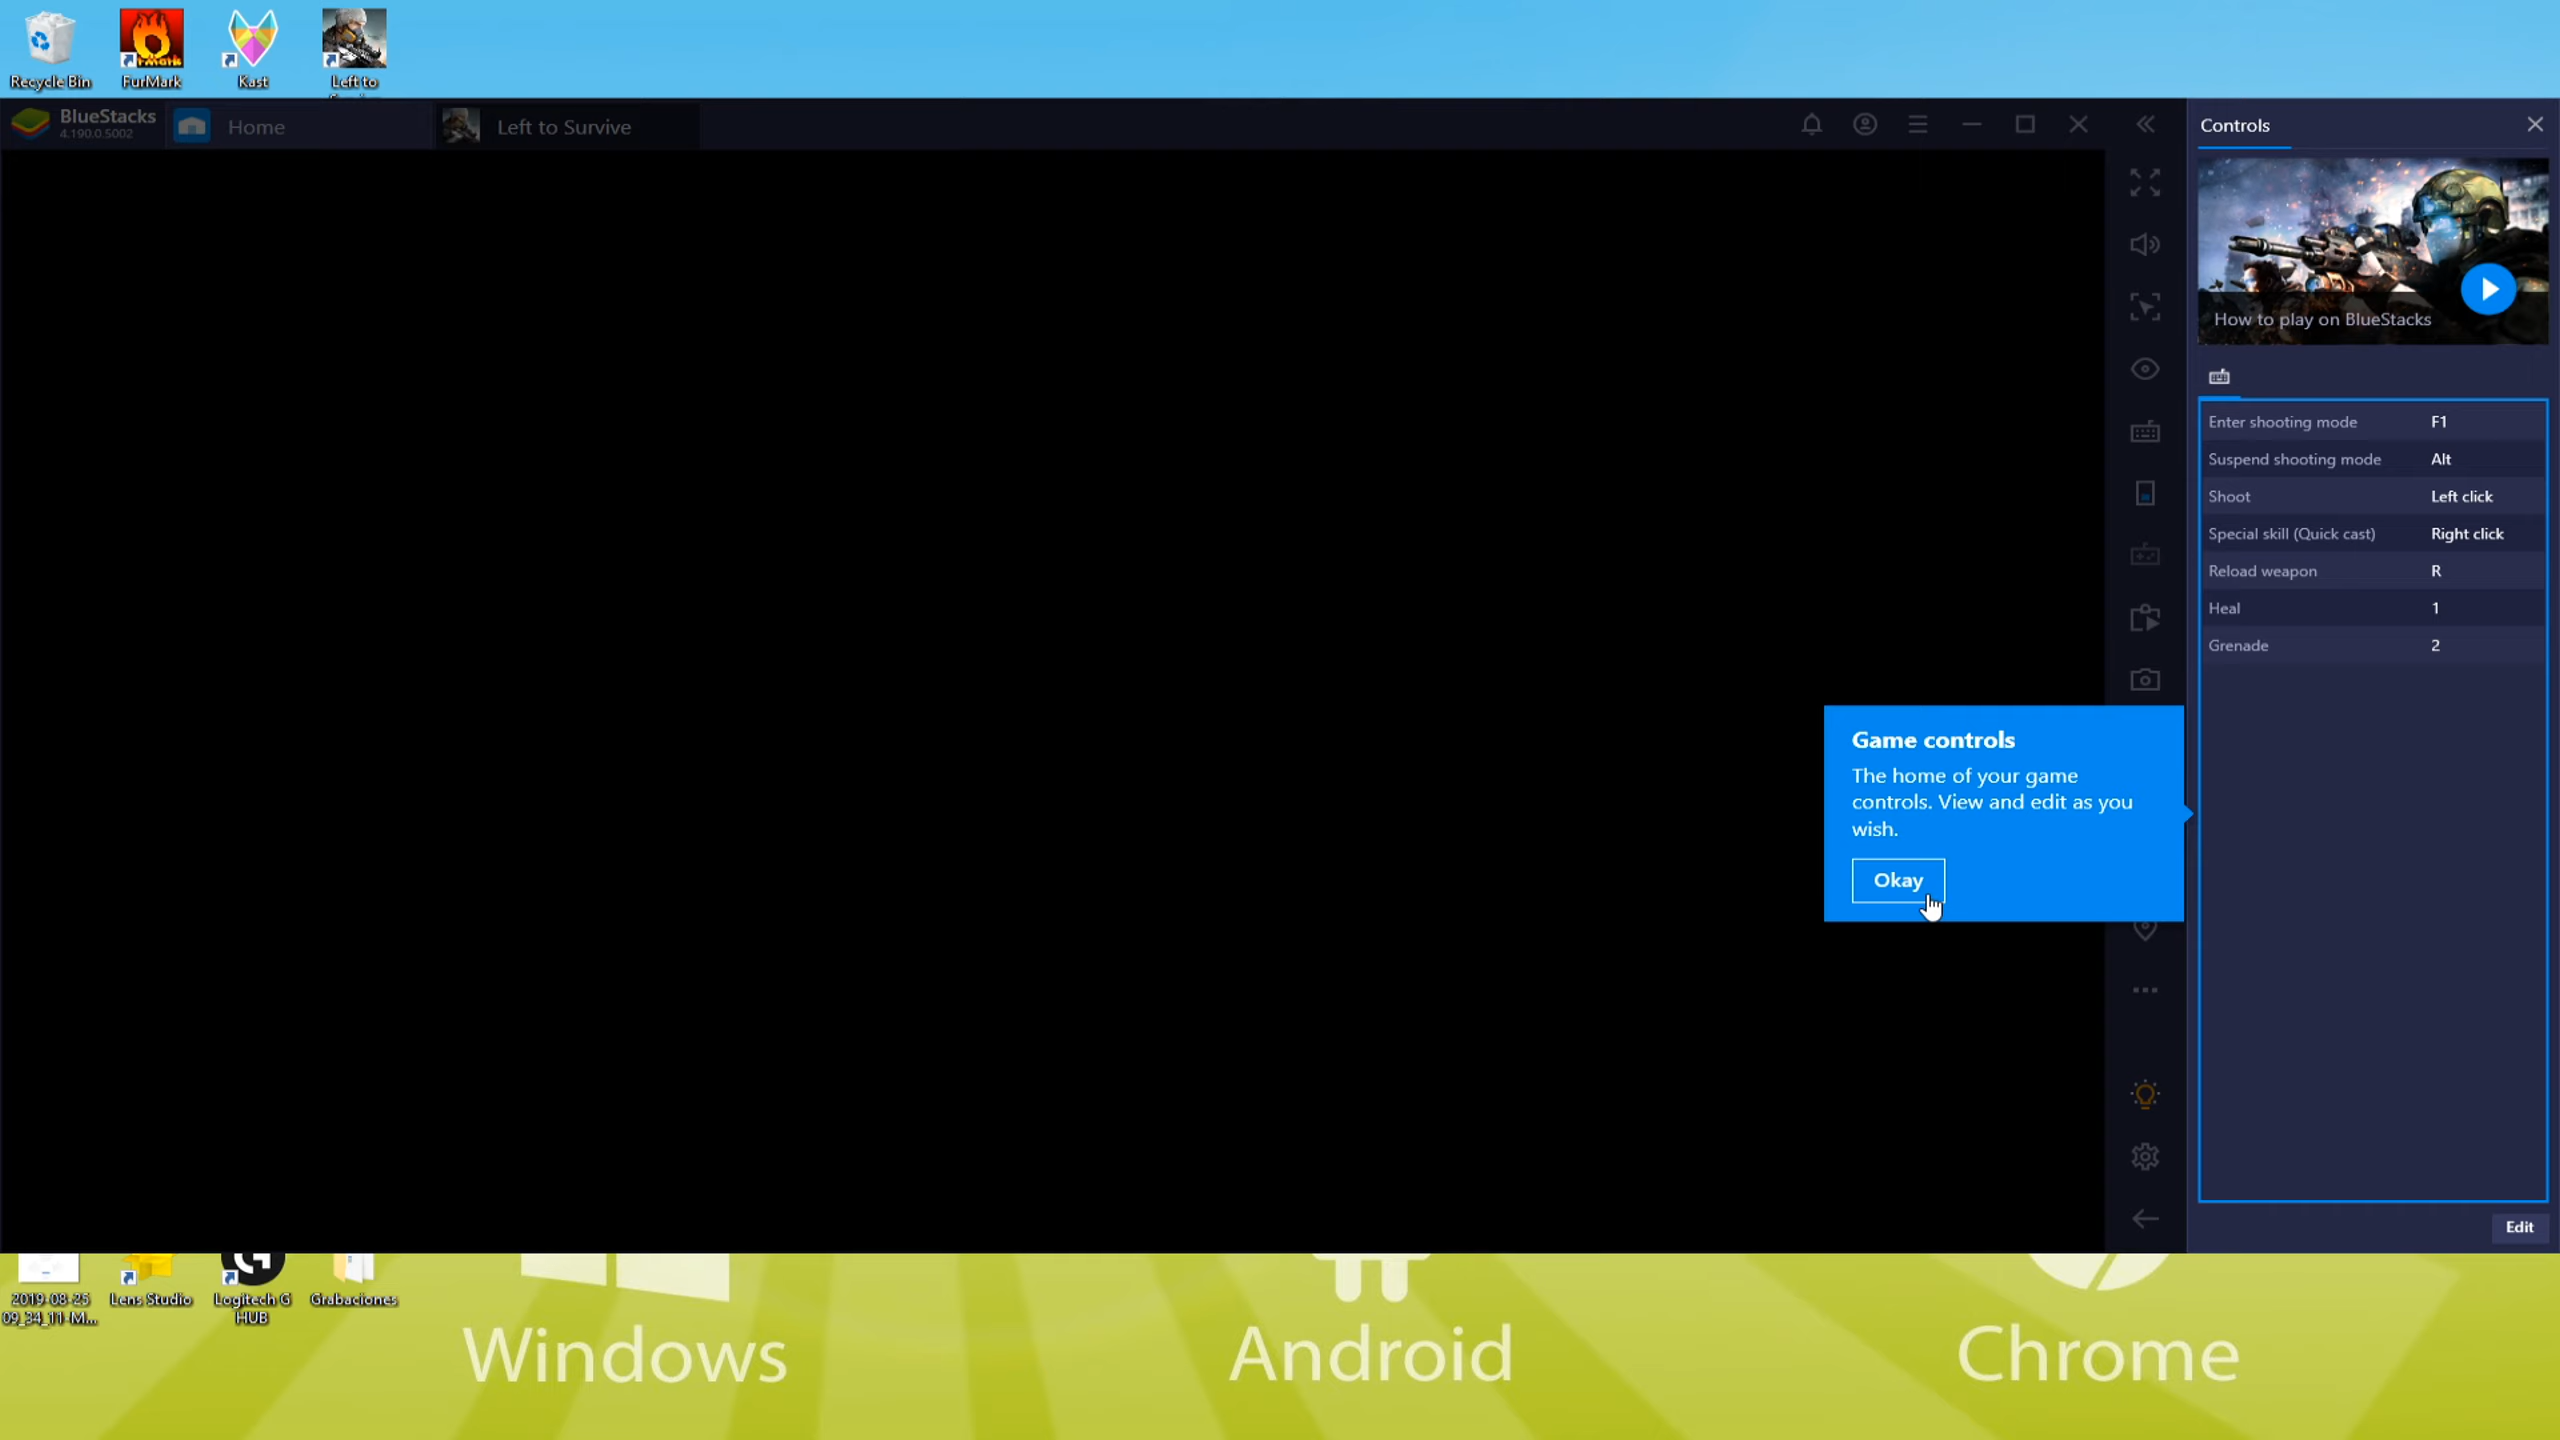 Recycle Bin
FurMark
Kast
Left to
BlueStacks
4.190.0.5002
Home
Left to Survive
Controls
How to play on BlueStacks
Enter shooting mode F1
Suspend shooting mode Alt
Shoot Left click
Special skill (Quick cast) Right click
Reload weapon R
Heal 1
Grenade 2
Game controls
The home of your game
controls. View and edit as you
wish.
Okay
Edit
2019-08-25
09_34_11-M...
Lens Studio
Logitech G
HUB
Grabaciones
Windows
Android
Chrome